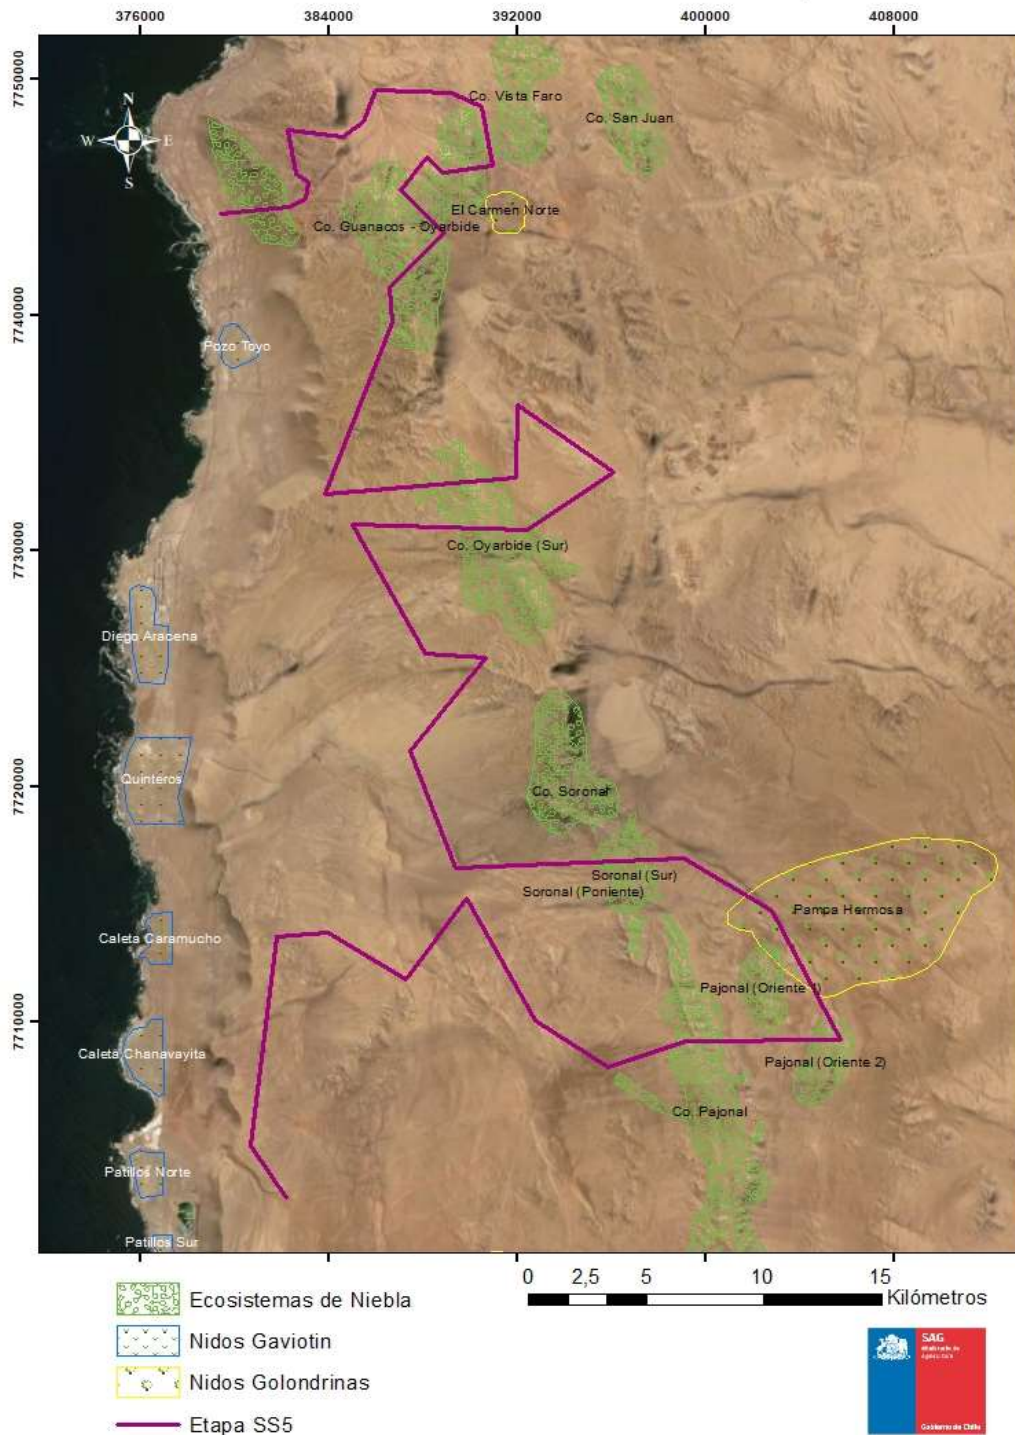 376000 384000 392000 400000 408000
7750000
7740000
7730000
7720000
7710000
N
W E
S
Co. Vista Faro
Co. San Juan
El Carmen Norte
Co. Guanacos - Oyarbide
Pozo Toyo
Co. Oyarbide (Sur)
Diego Aracena
Quinteros
Co. Soronal
Soronal (Sur)
Soronal (Poniente)
Pampa Hermosa
Caleta Caramucho
Pajonal (Oriente 1)
Caleta Chanavayita
Pajonal (Oriente 2)
Co. Pajonal
Patillos Norte
Patillos Sur
0 2,5 5 10 15
Kilómetros
Ecosistemas de Niebla
Nidos Gaviotin
Nidos Golondrinas
Etapa SS5
SAG
Ministerio de
Agricultura
Gobierno de Chile